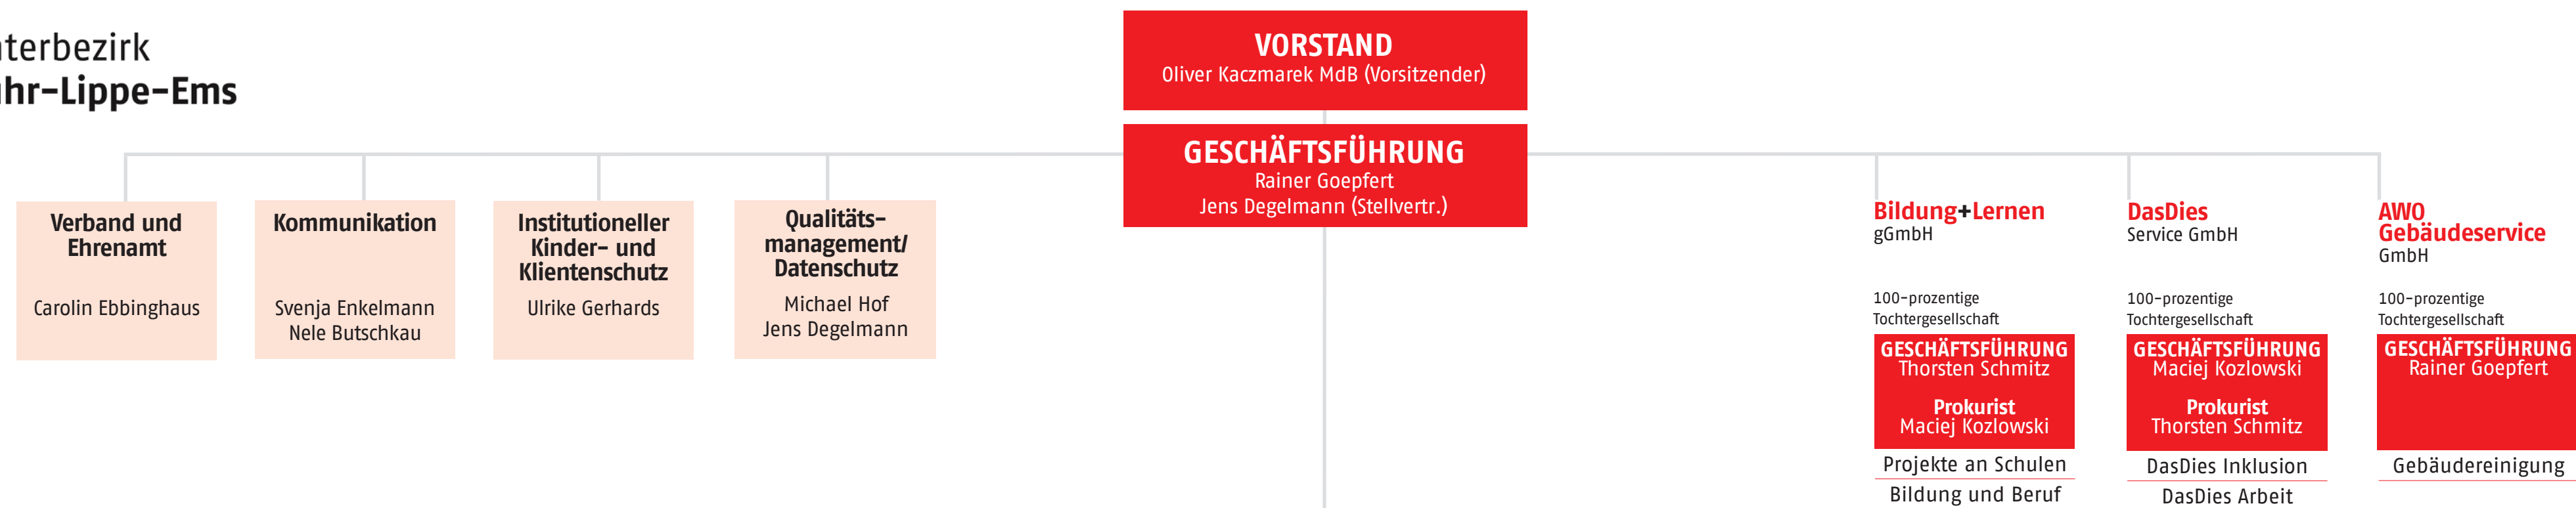 terbezirk
hr-Lippe-Ems
VORSTAND
Oliver Kaczmarek MdB (Vorsitzender)
GESCHÄFTSFÜHRUNG
Rainer Goepfert
Jens Degelmann (Stellvertr.)
Verband und
Ehrenamt
Carolin Ebbinghaus
Kommunikation
Svenja Enkelmann
Nele Butschkau
Institutioneller
Kinder- und
Klientenschutz
Ulrike Gerhards
Qualitäts-
management/
Datenschutz
Michael Hof
Jens Degelmann
Bildung+Lernen
gGmbH
100-prozentige
Tochtergesellschaft
GESCHÄFTSFÜHRUNG
Thorsten Schmitz
Prokurist
Maciej Kozlowski
Projekte an Schulen
Bildung und Beruf
DasDies
Service GmbH
100-prozentige
Tochtergesellschaft
GESCHÄFTSFÜHRUNG
Maciej Kozlowski
Prokurist
Thorsten Schmitz
DasDies Inklusion
DasDies Arbeit
AWO
Gebäudeservice
GmbH
100-prozentige
Tochtergesellschaft
GESCHÄFTSFÜHRUNG
Rainer Goepfert
Gebäudereinigung